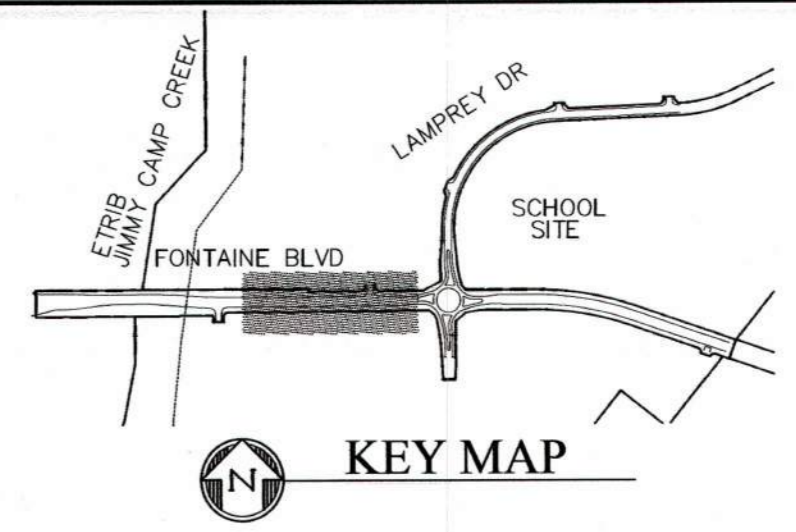 ETRIB
JIMMY CAMP CREEK
LAMPREY DR
SCHOOL
SITE
FONTAINE BLVD
N
KEY MAP